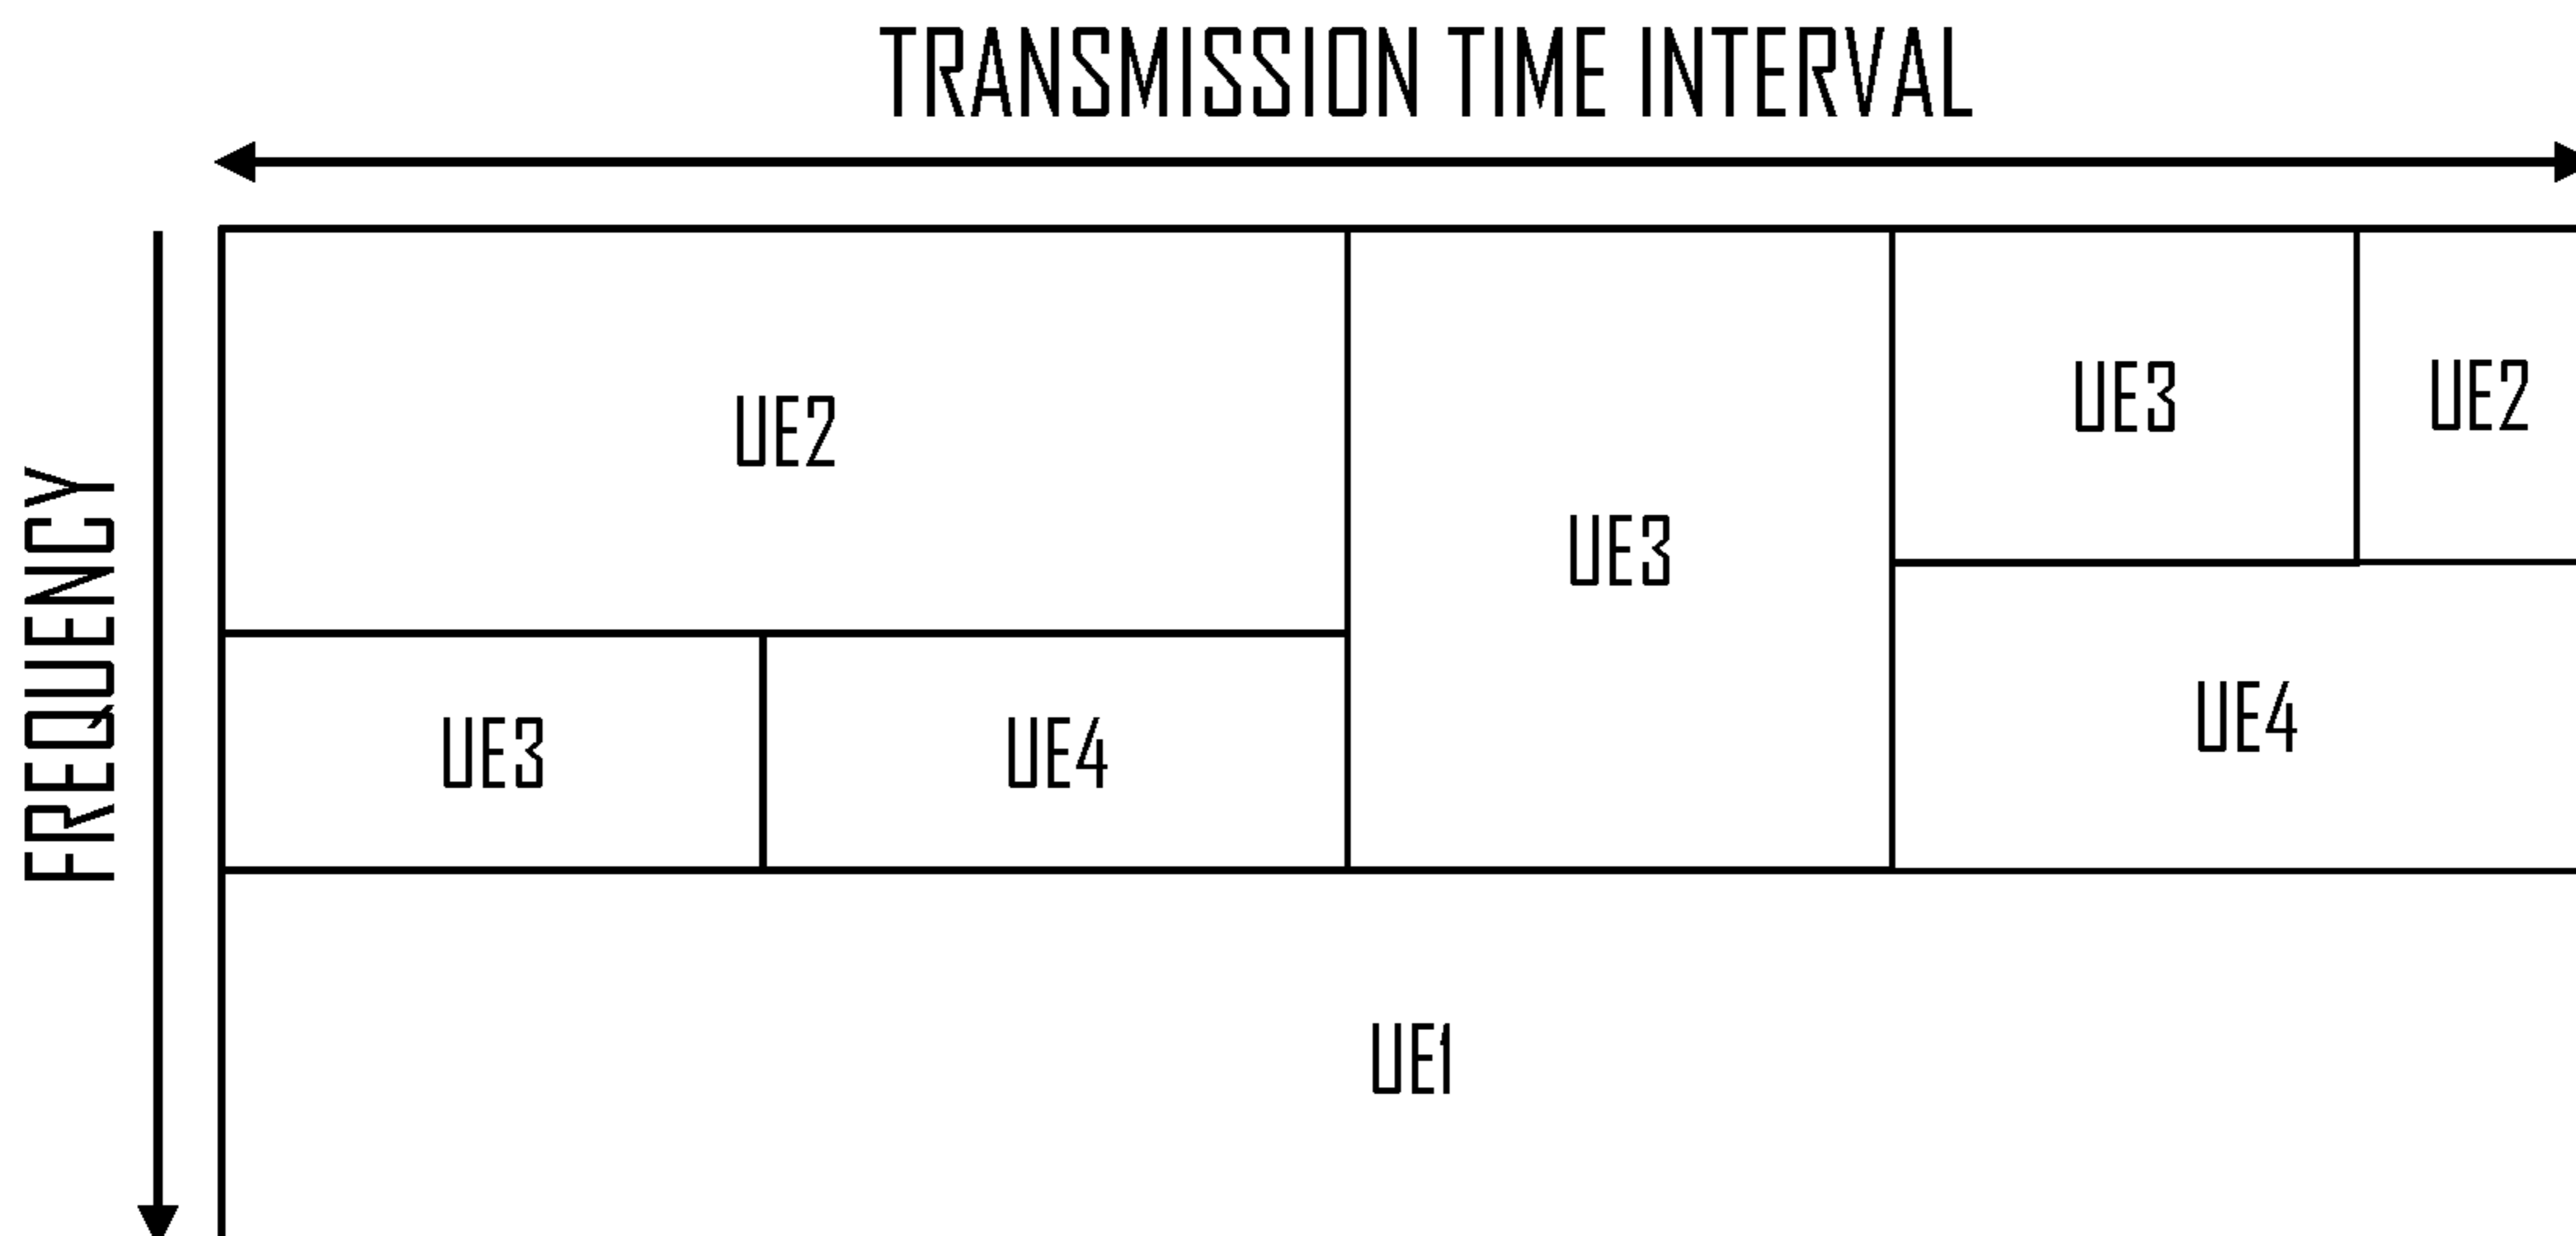 TRANSMISSION TIME INTERVAL
FREQUENCY
UE2
UE3
UE3
UE2
UE3
UE4
UE4
UE1